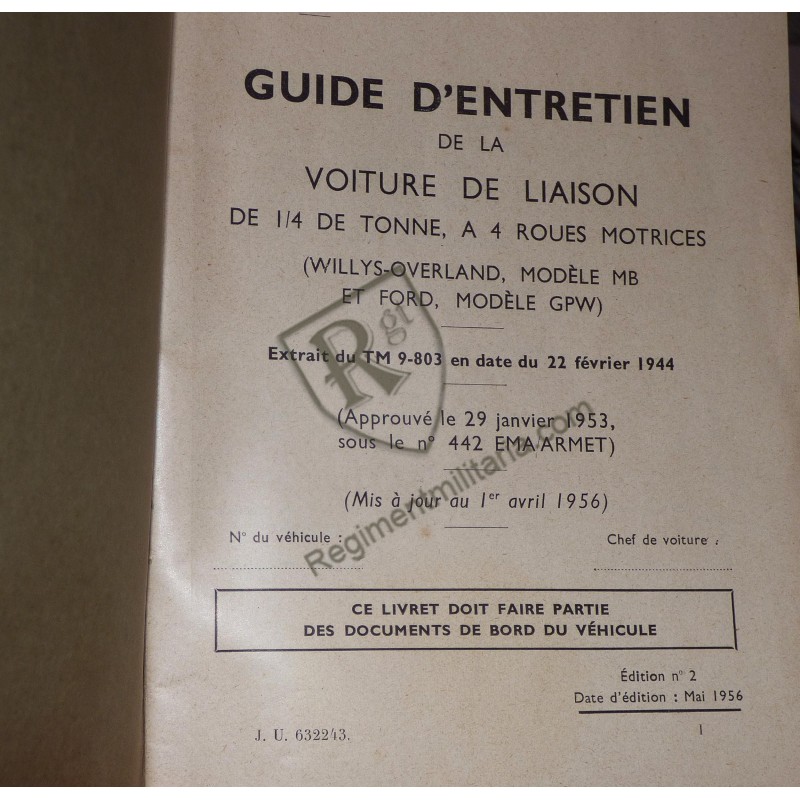 GUIDE D'ENTRETIEN
DE LA
VOITURE DE LIAISON
DE 1/4 DE TONNE, A 4 ROUES MOTRICES
(WILLYS-OVERLAND, MODÈLE MB
ET FORD, MODÈLE GPW)
Extrait du TM 9-803 en date du 22 février 1944
(Approuvé le 29 janvier 1953,
sous le n° 442 EMA/ARMET)
(Mis à jour au 1er avril 1956)
N° du véhicule :
Chef de voiture :
CE LIVRET DOIT FAIRE PARTIE
DES DOCUMENTS DE BORD DU VÉHICULE
Édition n° 2
Date d'édition : Mai 1956
J. U. 632243.
1
Rgt
Regimentmilitaria.com